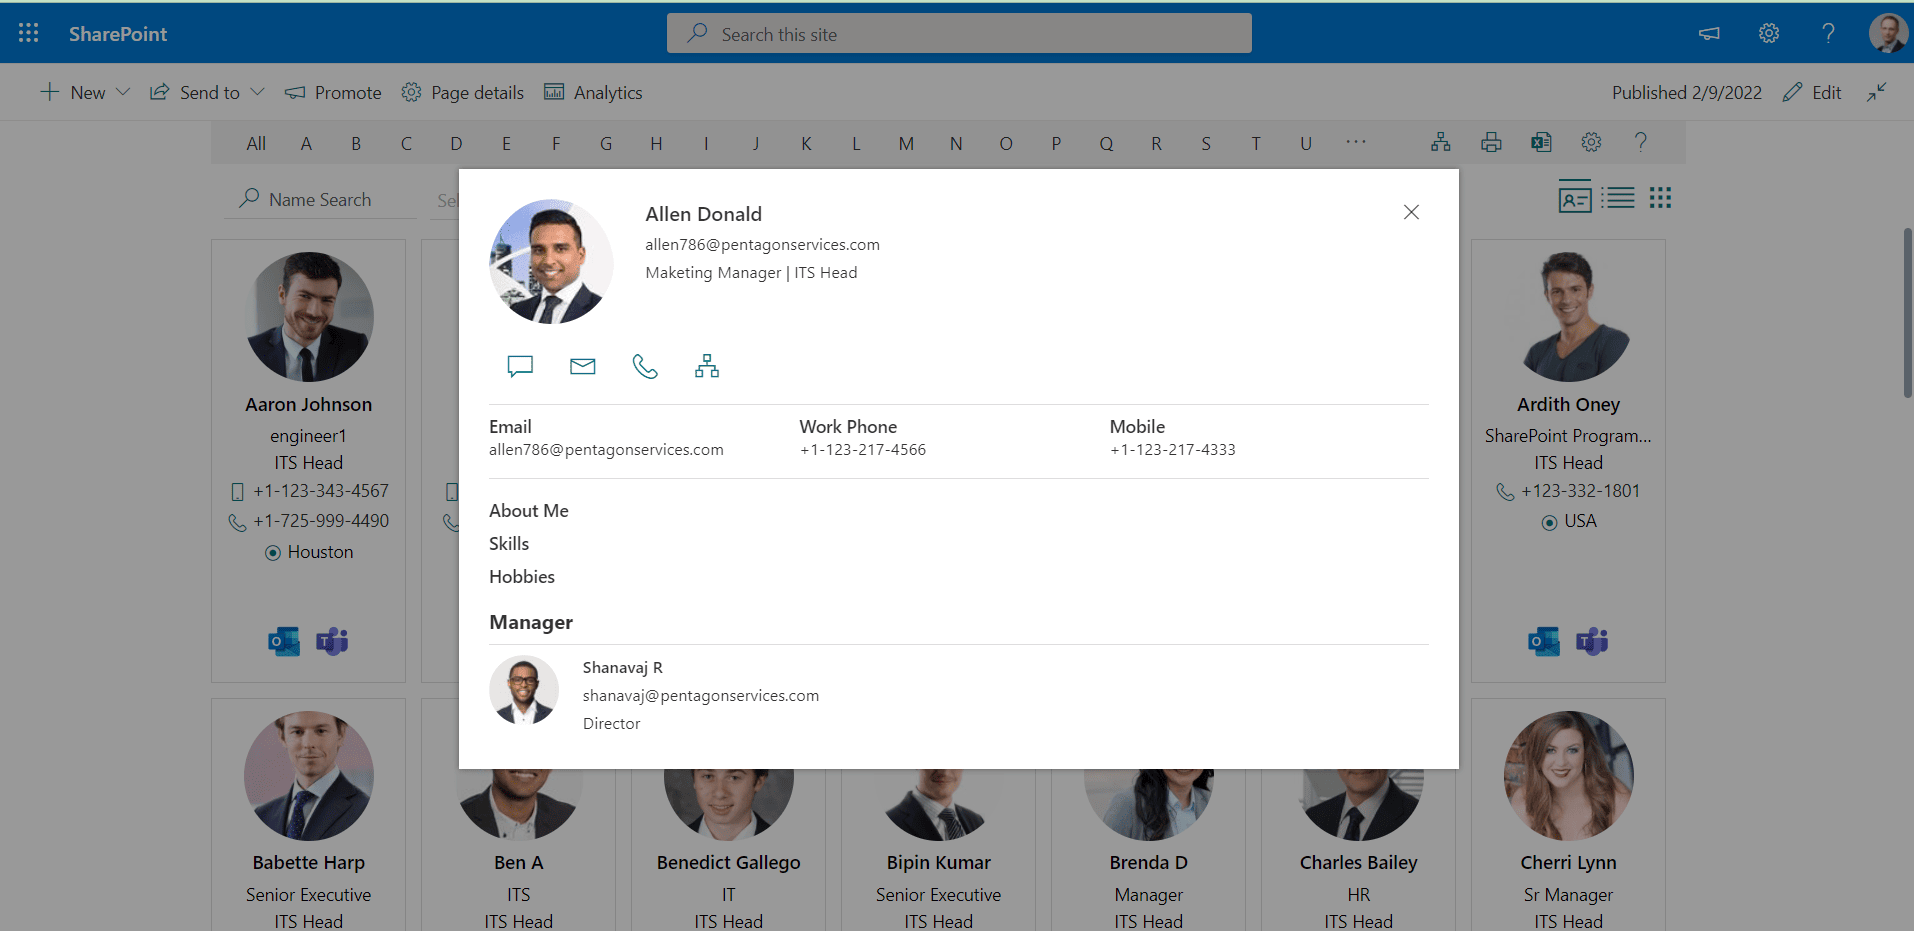 SharePoint
Search this site
New
Send to
Promote
Page details
Analytics
Published 2/9/2022
Edit
All A B C D E F G H I J K L M N O P Q R S T U ...
Name Search
Allen Donald
allen786@pentagonservices.com
Maketing Manager | ITS Head
Email
allen786@pentagonservices.com
Work Phone
+1-123-217-4566
Mobile
+1-123-217-4333
About Me
Skills
Hobbies
Manager
Shanavaj R
shanavaj@pentagonservices.com
Director
Aaron Johnson
engineer1
ITS Head
+1-123-343-4567
+1-725-999-4490
Houston
Ardith Oney
SharePoint Program...
ITS Head
+123-332-1801
USA
Babette Harp
Senior Executive
ITS Head
Ben A
ITS
ITS Head
Benedict Gallego
IT
ITS Head
Bipin Kumar
Senior Executive
ITS Head
Brenda D
Manager
ITS Head
Charles Bailey
HR
ITS Head
Cherri Lynn
Sr Manager
ITS Head